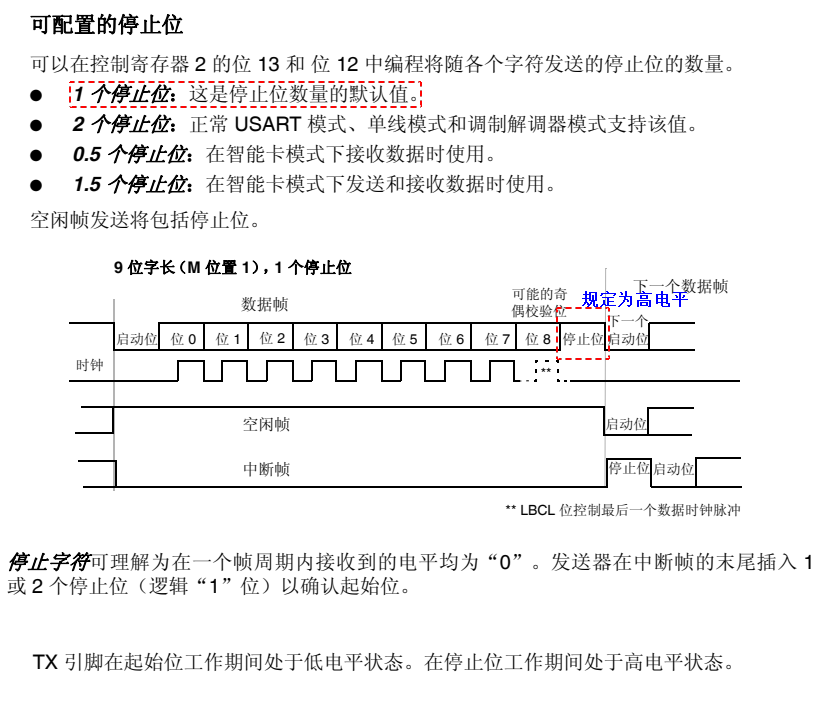 可配置的停止位
可以在控制寄存器 2 的位 13 和 位 12 中编程将随各个字符发送的停止位的数量。
● 1 个停止位：这是停止位数量的默认值。
● 2 个停止位：正常 USART 模式、单线模式和调制解调器模式支持该值。
● 0.5 个停止位：在智能卡模式下接收数据时使用。
● 1.5 个停止位：在智能卡模式下发送和接收数据时使用。
空闲帧发送将包括停止位。
9 位字长（M 位置 1），1 个停止位
数据帧
可能的奇
偶校验位
规定为高电平
下一个数据帧
启动位 位 0 位 1 位 2 位 3 位 4 位 5 位 6 位 7 位 8 停止位
下一个
启动位
时钟
**
空闲帧
启动位
中断帧
停止位 启动位
** LBCL 位控制最后一个数据时钟脉冲
停止字符可理解为在一个帧周期内接收到的电平均为“0”。发送器在中断帧的末尾插入 1
或 2 个停止位（逻辑“1”位）以确认起始位。
TX 引脚在起始位工作期间处于低电平状态。在停止位工作期间处于高电平状态。